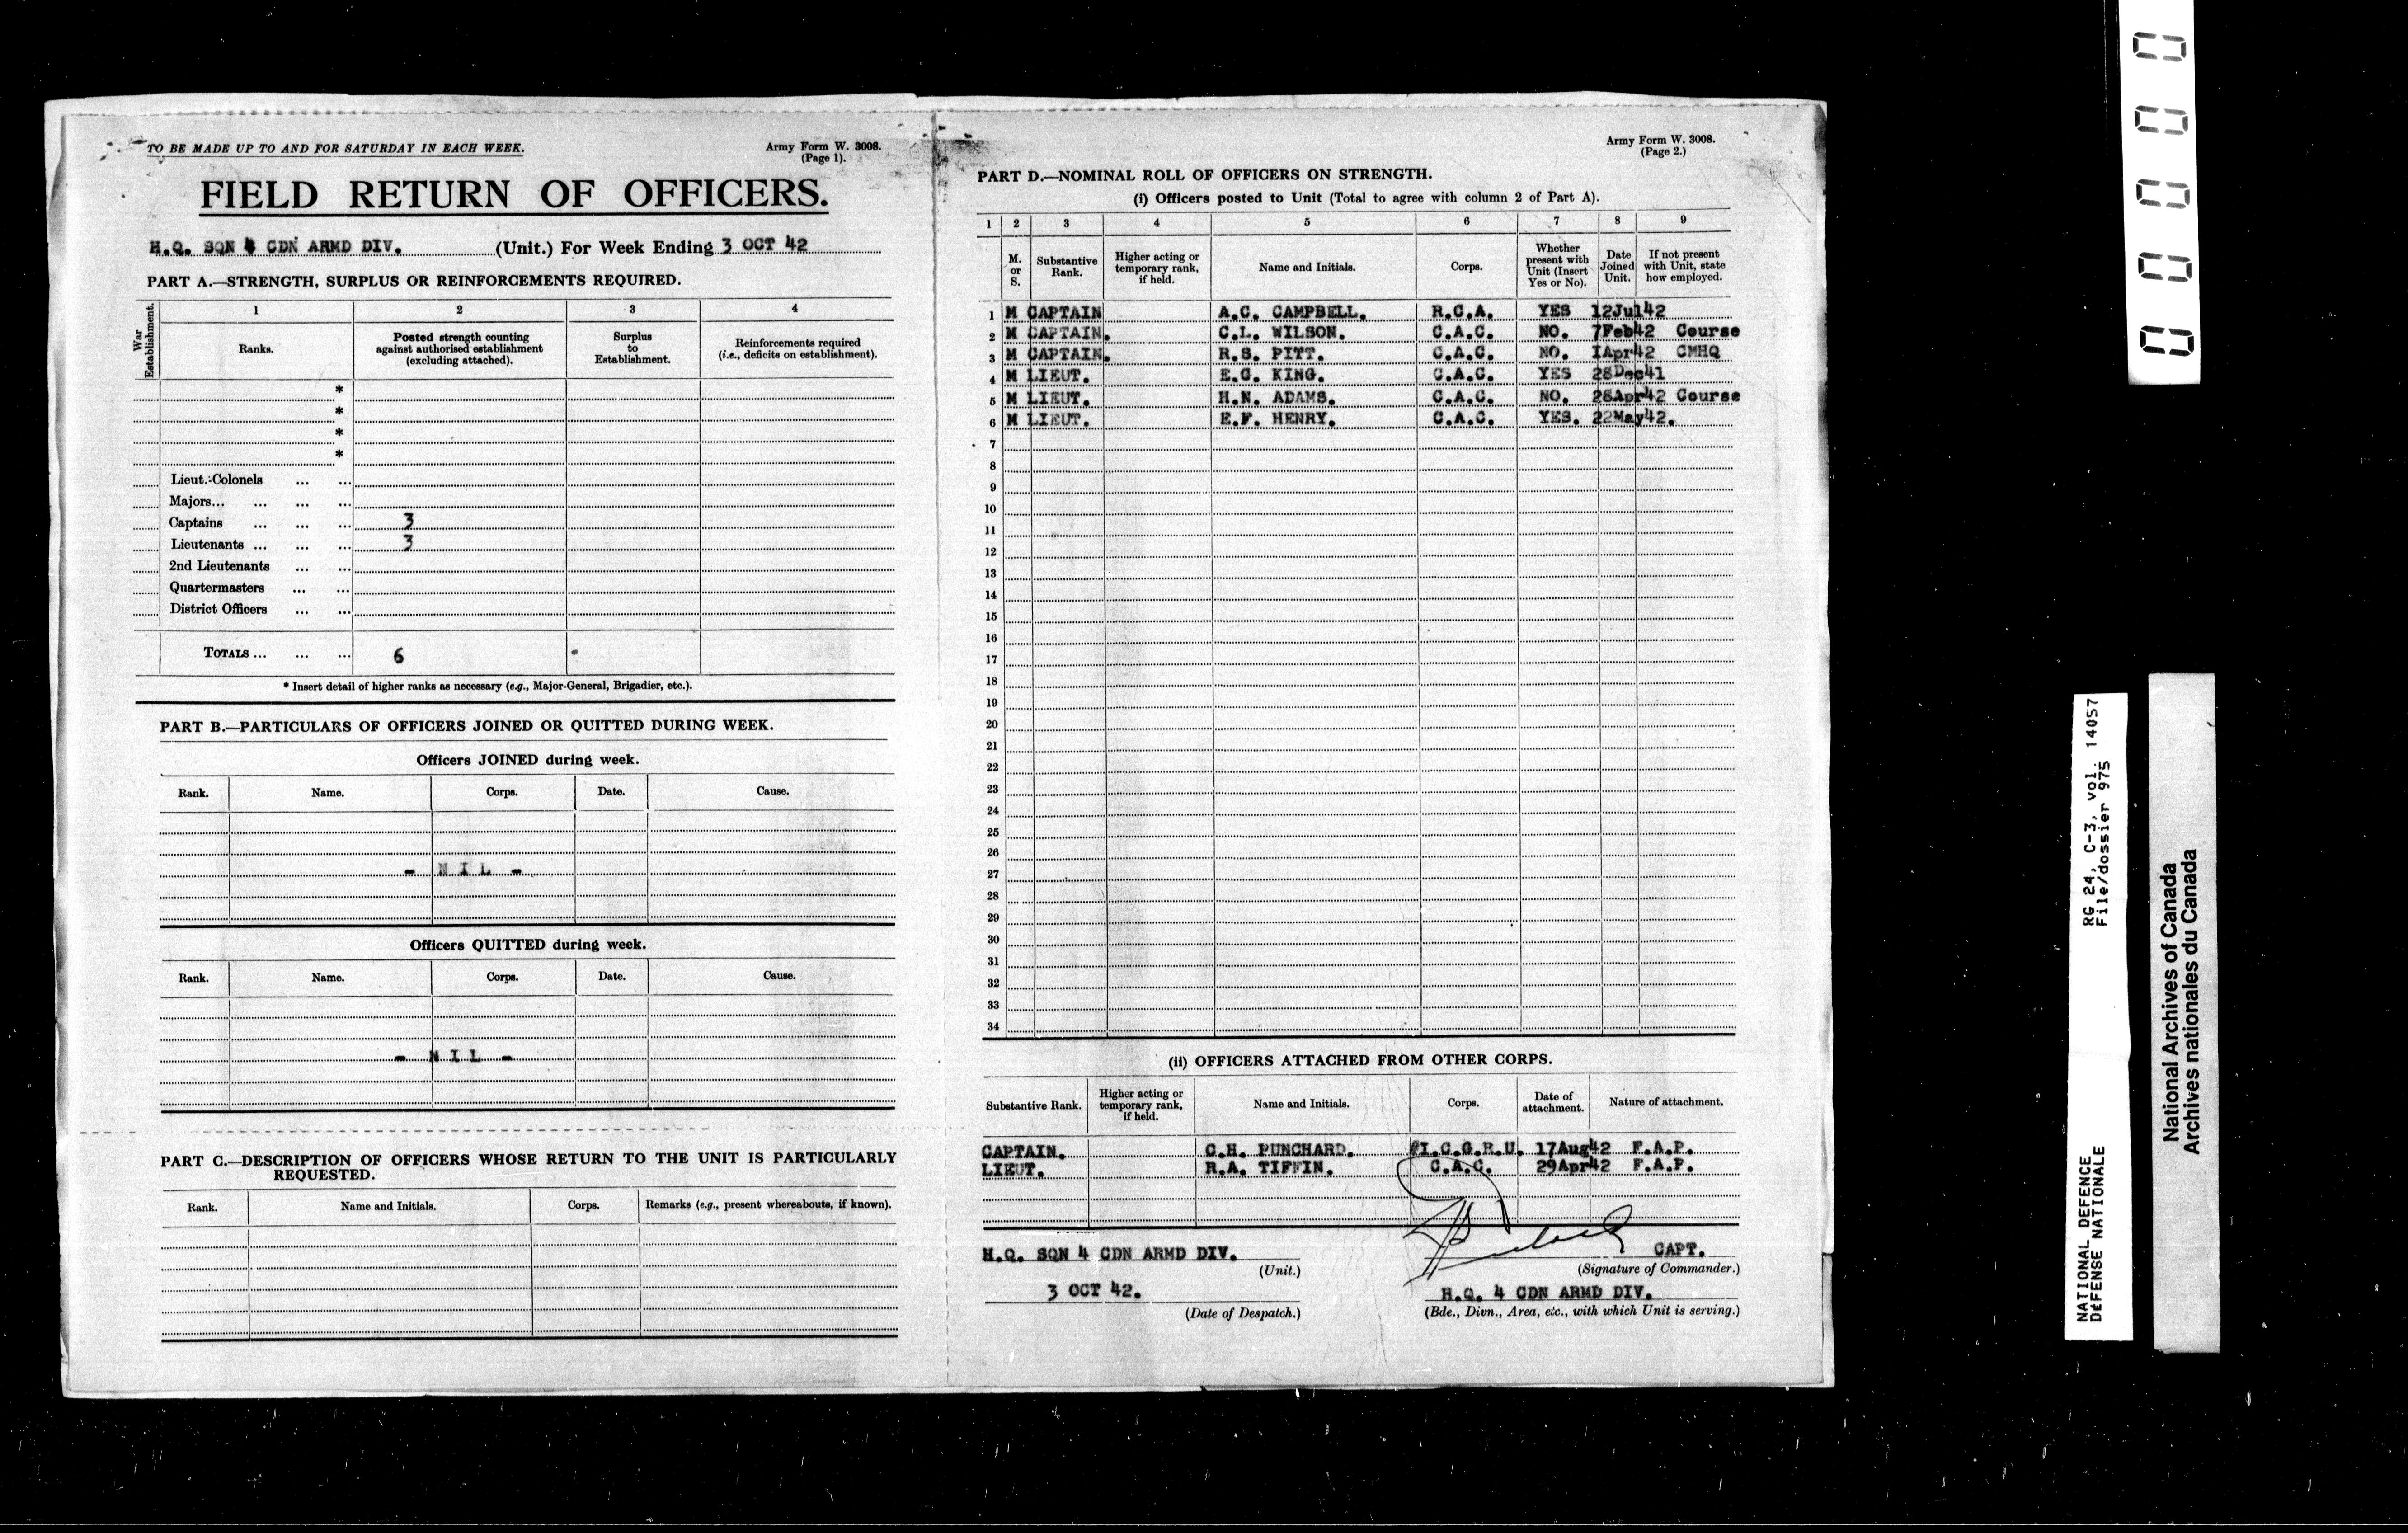 TO BE MADE UP TO AND FOR SATURDAY IN EACH WEEK.
Army Form W. 3008.
(Page 1).
FIELD RETURN OF OFFICERS.
H.Q. SQN 4 CDN ARMD DIV. (Unit.) For Week Ending 3 OCT 42
PART A.—STRENGTH, SURPLUS OR REINFORCEMENTS REQUIRED.
War Establishment.
1 2 3 4
Ranks. Posted strength counting against authorised establishment (excluding attached). Surplus to Establishment. Reinforcements required (i.e., deficits on establishment).
*
*
*
*
Lieut.-Colonels ... ...
Majors... ... ... ...
Captains ... ... ... 3
Lieutenants ... ... ... 3
2nd Lieutenants ... ...
Quartermasters ... ...
District Officers ... ...
TOTALS ... ... ... 6
* Insert detail of higher ranks as necessary (e.g., Major-General, Brigadier, etc.).
PART B.—PARTICULARS OF OFFICERS JOINED OR QUITTED DURING WEEK.
Officers JOINED during week.
Rank. Name. Corps. Date. Cause.
- N I L -
Officers QUITTED during week.
Rank. Name. Corps. Date. Cause.
- N I L -
PART C.—DESCRIPTION OF OFFICERS WHOSE RETURN TO THE UNIT IS PARTICULARLY
REQUESTED.
Rank. Name and Initials. Corps. Remarks (e.g., present whereabouts, if known).
Army Form W. 3008.
(Page 2.)
PART D.—NOMINAL ROLL OF OFFICERS ON STRENGTH.
(i) Officers posted to Unit (Total to agree with column 2 of Part A).
1 2 3 4 5 6 7 8 9
M. or S. Substantive Rank. Higher acting or temporary rank, if held. Name and Initials. Corps. Whether present with Unit (Insert Yes or No). Date Joined Unit. If not present with Unit, state how employed.
1 M CAPTAIN A.C. CAMPBELL. R.C.A. YES 12Jul42
2 M CAPTAIN. C.L. WILSON. C.A.C. NO. 7Feb42 Course
3 M CAPTAIN. R.S. PITT. C.A.C. NO. 1Apr42 CMHQ
4 M LIEUT. E.C. KING. C.A.C. YES 28Dec41
5 M LIEUT. H.N. ADAMS. C.A.C. NO. 28Apr42 Course
6 M LIEUT. E.F. HENRY. C.A.C. YES. 22May42.
7
8
9
10
11
12
13
14
15
16
17
18
19
20
21
22
23
24
25
26
27
28
29
30
31
32
33
34
(ii) OFFICERS ATTACHED FROM OTHER CORPS.
Substantive Rank. Higher acting or temporary rank, if held. Name and Initials. Corps. Date of attachment. Nature of attachment.
CAPTAIN. C.H. PUNCHARD. #1.C.G.R.U. 17Aug42 F.A.P.
LIEUT. R.A. TIFFIN. C.A.C. 29Apr42 F.A.P.
H.Q. SQN 4 CDN ARMD DIV. CAPT.
(Unit.) (Signature of Commander.)
3 OCT 42. H.Q. 4 CDN ARMD DIV.
(Date of Despatch.) (Bde., Divn., Area, etc., with which Unit is serving.)
0 0 0 0 0
NATIONAL DEFENCE RG 24, C-3, vol. 14057
DÉFENSE NATIONALE File/dossier 975
National Archives of Canada
Archives nationales du Canada